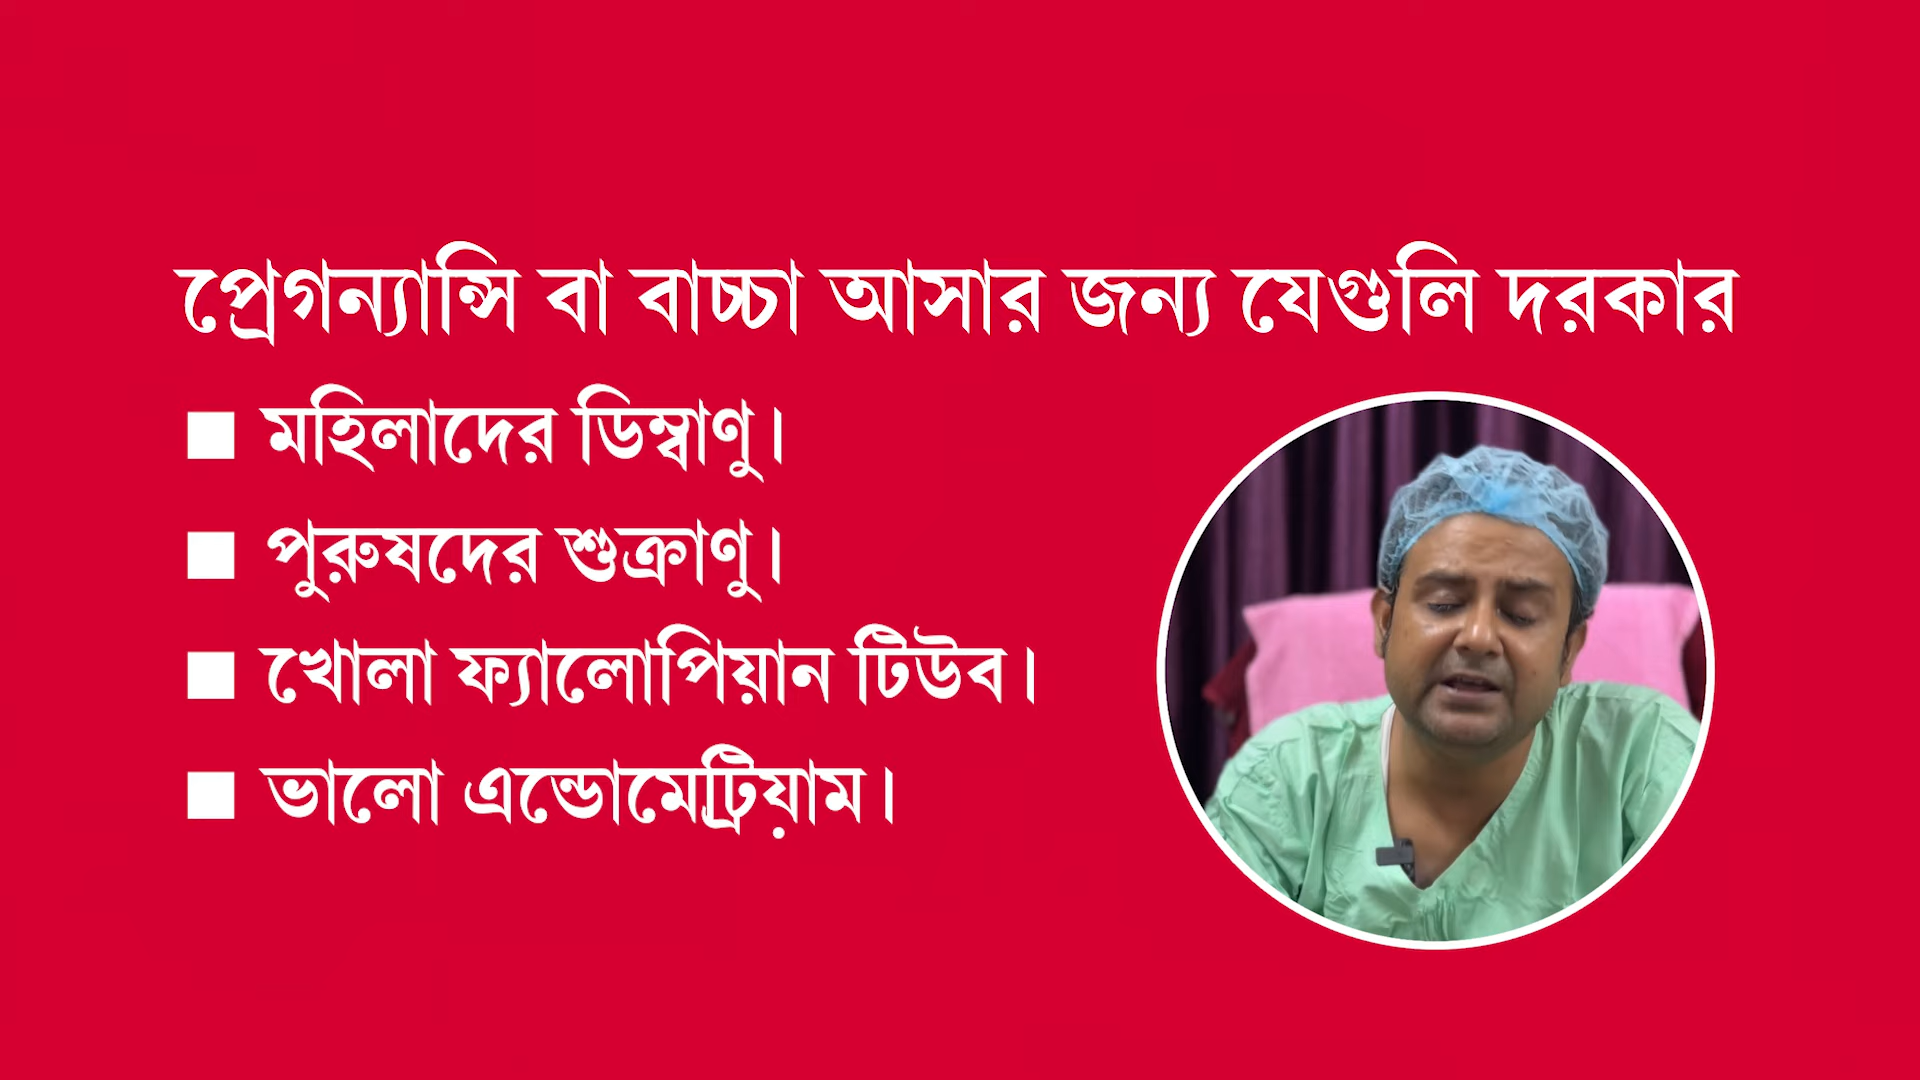 প্রেগন্যান্সি বা বাচ্চা আসার জন্য যেগুলি দরকার
■ মহিলাদের ডিম্বাণু।
■ পুরুষদের শুক্রাণু।
■ খোলা ফ্যালোপিয়ান টিউব।
■ ভালো এন্ডোমেট্রিয়াম।